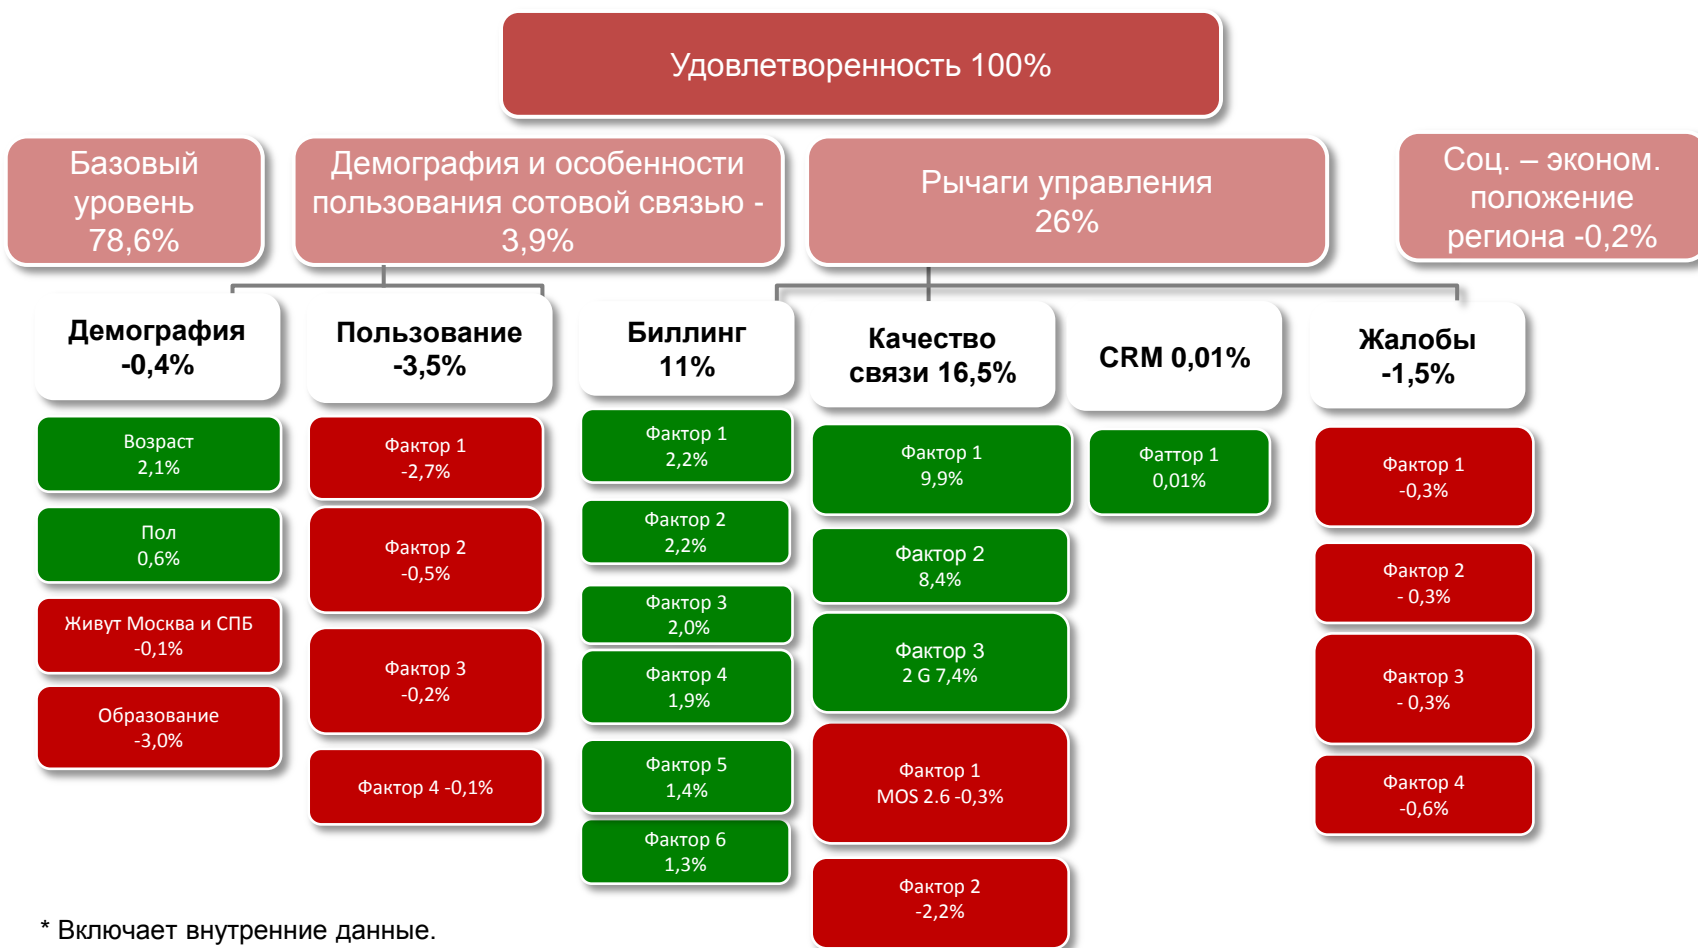 Удовлетворенность 100%
Базовый
уровень
78,6%
Демография и особенности
пользования сотовой связью -
3,9%
Рычаги управления
26%
Соц. – эконом.
положение
региона -0,2%
Демография
-0,4%
Пользование
-3,5%
Биллинг
11%
Качество
связи 16,5%
CRM 0,01%
Жалобы
-1,5%
Возраст
2,1%
Пол
0,6%
Живут Москва и СПБ
-0,1%
Образование
-3,0%
Фактор 1
-2,7%
Фактор 2
-0,5%
Фактор 3
-0,2%
Фактор 4 -0,1%
Фактор 1
2,2%
Фактор 2
2,2%
Фактор 3
2,0%
Фактор 4
1,9%
Фактор 5
1,4%
Фактор 6
1,3%
Фактор 1
9,9%
Фактор 2
8,4%
Фактор 3
2 G 7,4%
Фактор 1
MOS 2.6 -0,3%
Фактор 2
-2,2%
Фаттор 1
0,01%
Фактор 1
-0,3%
Фактор 2
- 0,3%
Фактор 3
- 0,3%
Фактор 4
-0,6%
* Включает внутренние данные.